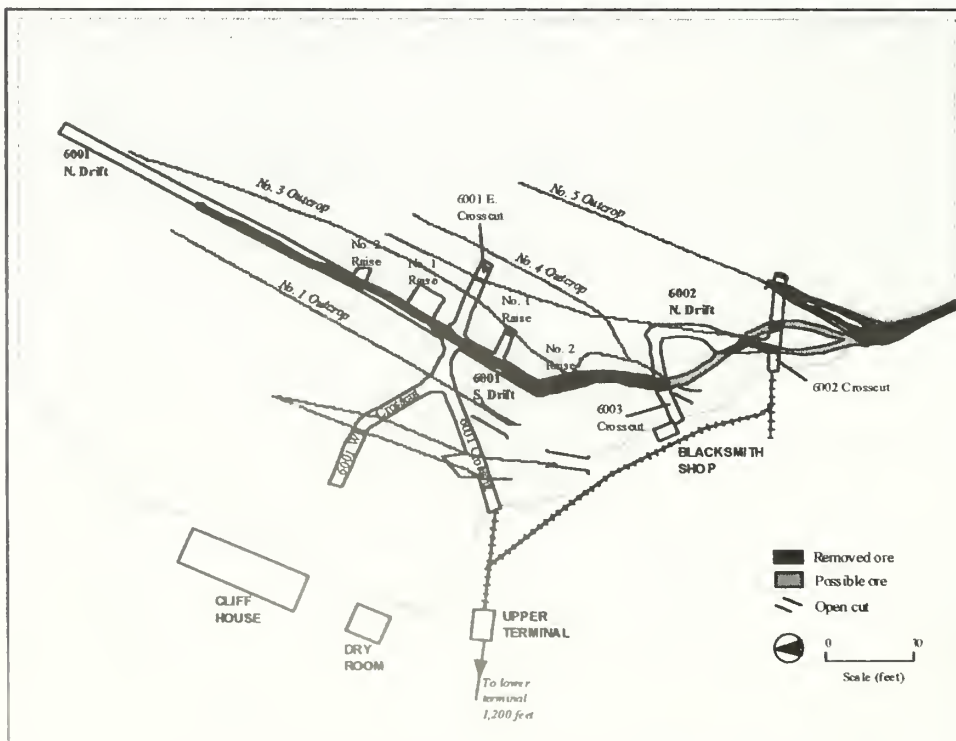 6001
N. Drift
No. 3 Outcrop
6001 E.
Crosscut
No. 5 Outcrop
No. 2
Raise
No. 1
Raise
No. 4 Outcrop
No. 1 Outcrop
No. 1
Raise
6002
N. Drift
No. 2
Raise
6001
S. Drift
6002 Crosscut
6001 W.
Crosscut
6001 Crosscut
6003
Crosscut
BLACKSMITH
SHOP
CLIFF
HOUSE
DRY
ROOM
UPPER
TERMINAL
To lower
terminal
1,200 feet
Removed ore
Possible ore
Open cut
0
Scale (feet)